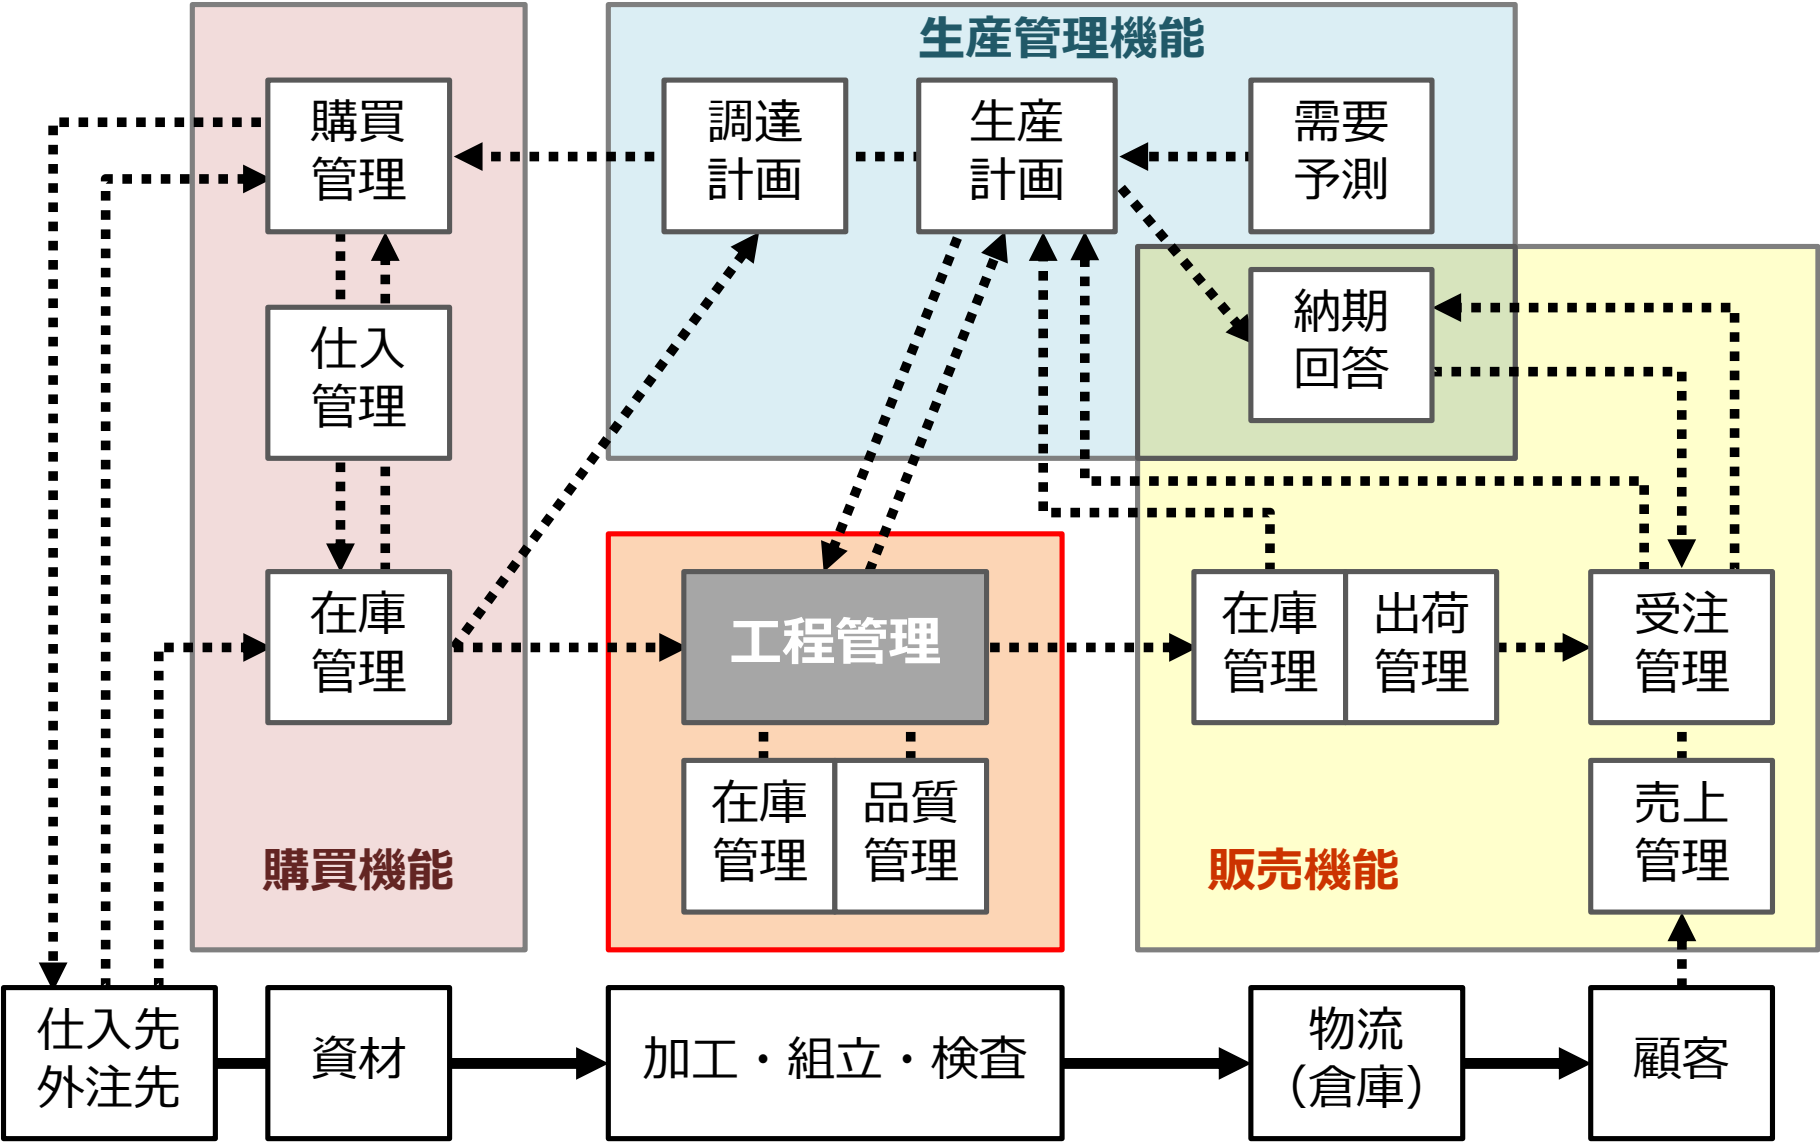 生産管理機能
購買
管理
調達
計画
生産
計画
需要
予測
仕入
管理
納期
回答
在庫
管理
工程管理
在庫
管理
出荷
管理
受注
管理
在庫
管理
品質
管理
売上
管理
購買機能
販売機能
仕入先
外注先
資材
加工・組立・検査
物流
（倉庫）
顧客